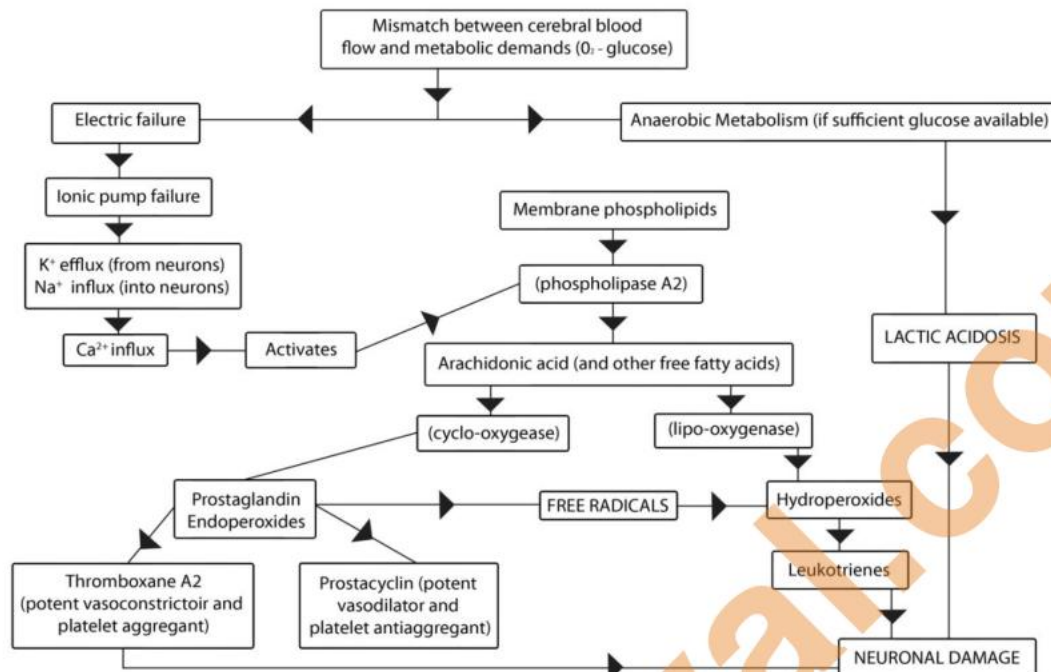 Mismatch between cerebral blood
flow and metabolic demands (0₂ - glucose)
Electric failure
Anaerobic Metabolism (if sufficient glucose available)
Ionic pump failure
Membrane phospholipids
K⁺ efflux (from neurons)
Na⁺ influx (into neurons)
(phospholipase A2)
Ca²⁺ influx
Activates
LACTIC ACIDOSIS
Arachidonic acid (and other free fatty acids)
(cyclo-oxygease)
(lipo-oxygenase)
Prostaglandin
Endoperoxides
FREE RADICALS
Hydroperoxides
Leukotrienes
Thromboxane A2
(potent vasoconstrictoir and
platelet aggregant)
Prostacyclin (potent
vasodilator and
platelet antiaggregant)
NEURONAL DAMAGE